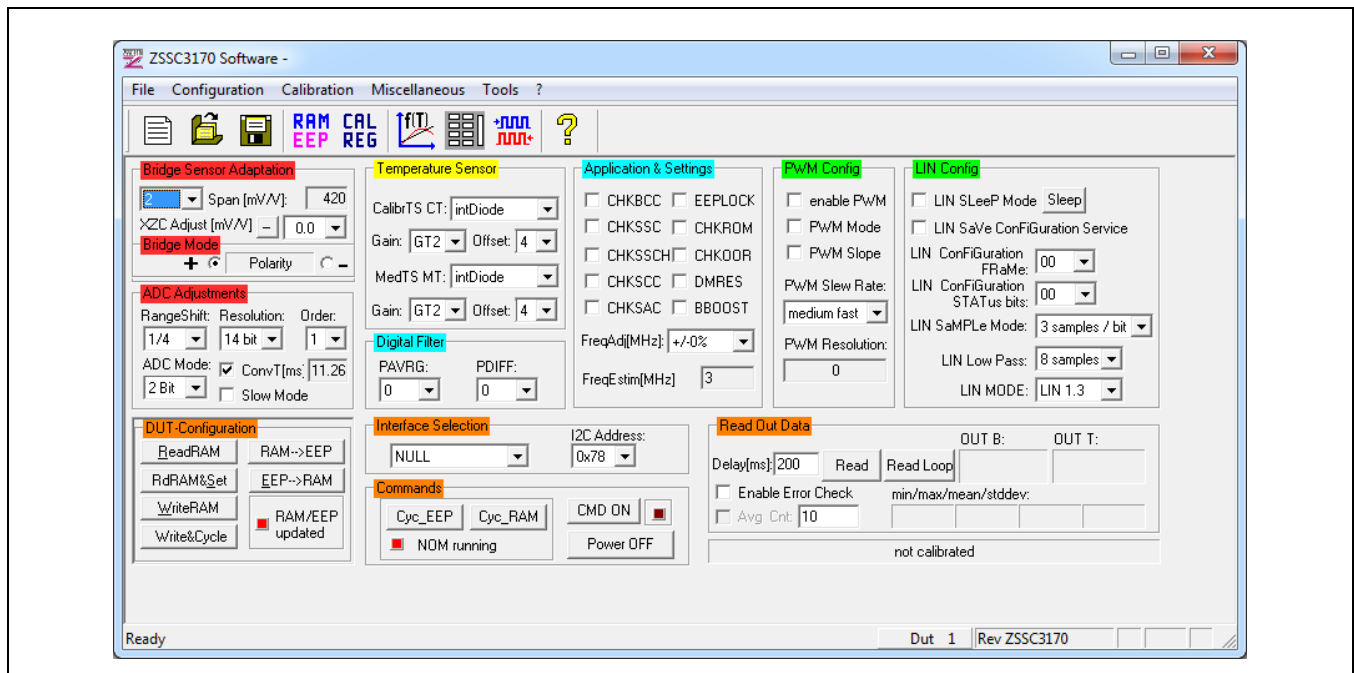 ZSSC3170 Software -
File Configuration Calibration Miscellaneous Tools ?
RAM EEP
CAL REG
f(T)
Bridge Sensor Adaptation
2 Span [mV/V]: 420
XZC Adjust [mV/V] - 0.0
Bridge Mode
+ Polarity -
ADC Adjustments
RangeShift: Resolution: Order:
1/4 14 bit 1
ADC Mode: ConvT[ms] 11.26
2 Bit Slow Mode
Temperature Sensor
CalibrTS CT: intDiode
Gain: GT2 Offset: 4
MedTS MT: intDiode
Gain: GT2 Offset: 4
Digital Filter
PAVRG: PDIFF:
0 0
Application & Settings
CHKBCC EEPLOCK
CHKSSC CHKROM
CHKSSCH CHKOOR
CHKSCC DMRES
CHKSAC BBOOST
FreqAdj[MHz]: +/-0%
FreqEstim[MHz] 3
PWM Config
enable PWM
PWM Mode
PWM Slope
PWM Slew Rate:
medium fast
PWM Resolution:
0
LIN Config
LIN SLeeP Mode Sleep
LIN SaVe ConFiGuration Service
LIN ConFiGuration
FRaMe: 00
LIN ConFiGuration
STATus bits: 00
LIN SaMPLe Mode: 3 samples / bit
LIN Low Pass: 8 samples
LIN MODE: LIN 1.3
DUT-Configuration
ReadRAM RAM-->EEP
RdRAM&Set EEP-->RAM
WriteRAM
Write&Cycle
RAM/EEP
updated
Interface Selection
I2C Address:
NULL 0x78
Commands
Cyc_EEP Cyc_RAM CMD ON
NOM running Power OFF
Read Out Data
OUT B: OUT T:
Delay[ms]: 200 Read Read Loop
Enable Error Check min/max/mean/stddev:
Avg Cnt: 10
not calibrated
Ready Dut 1 Rev ZSSC3170